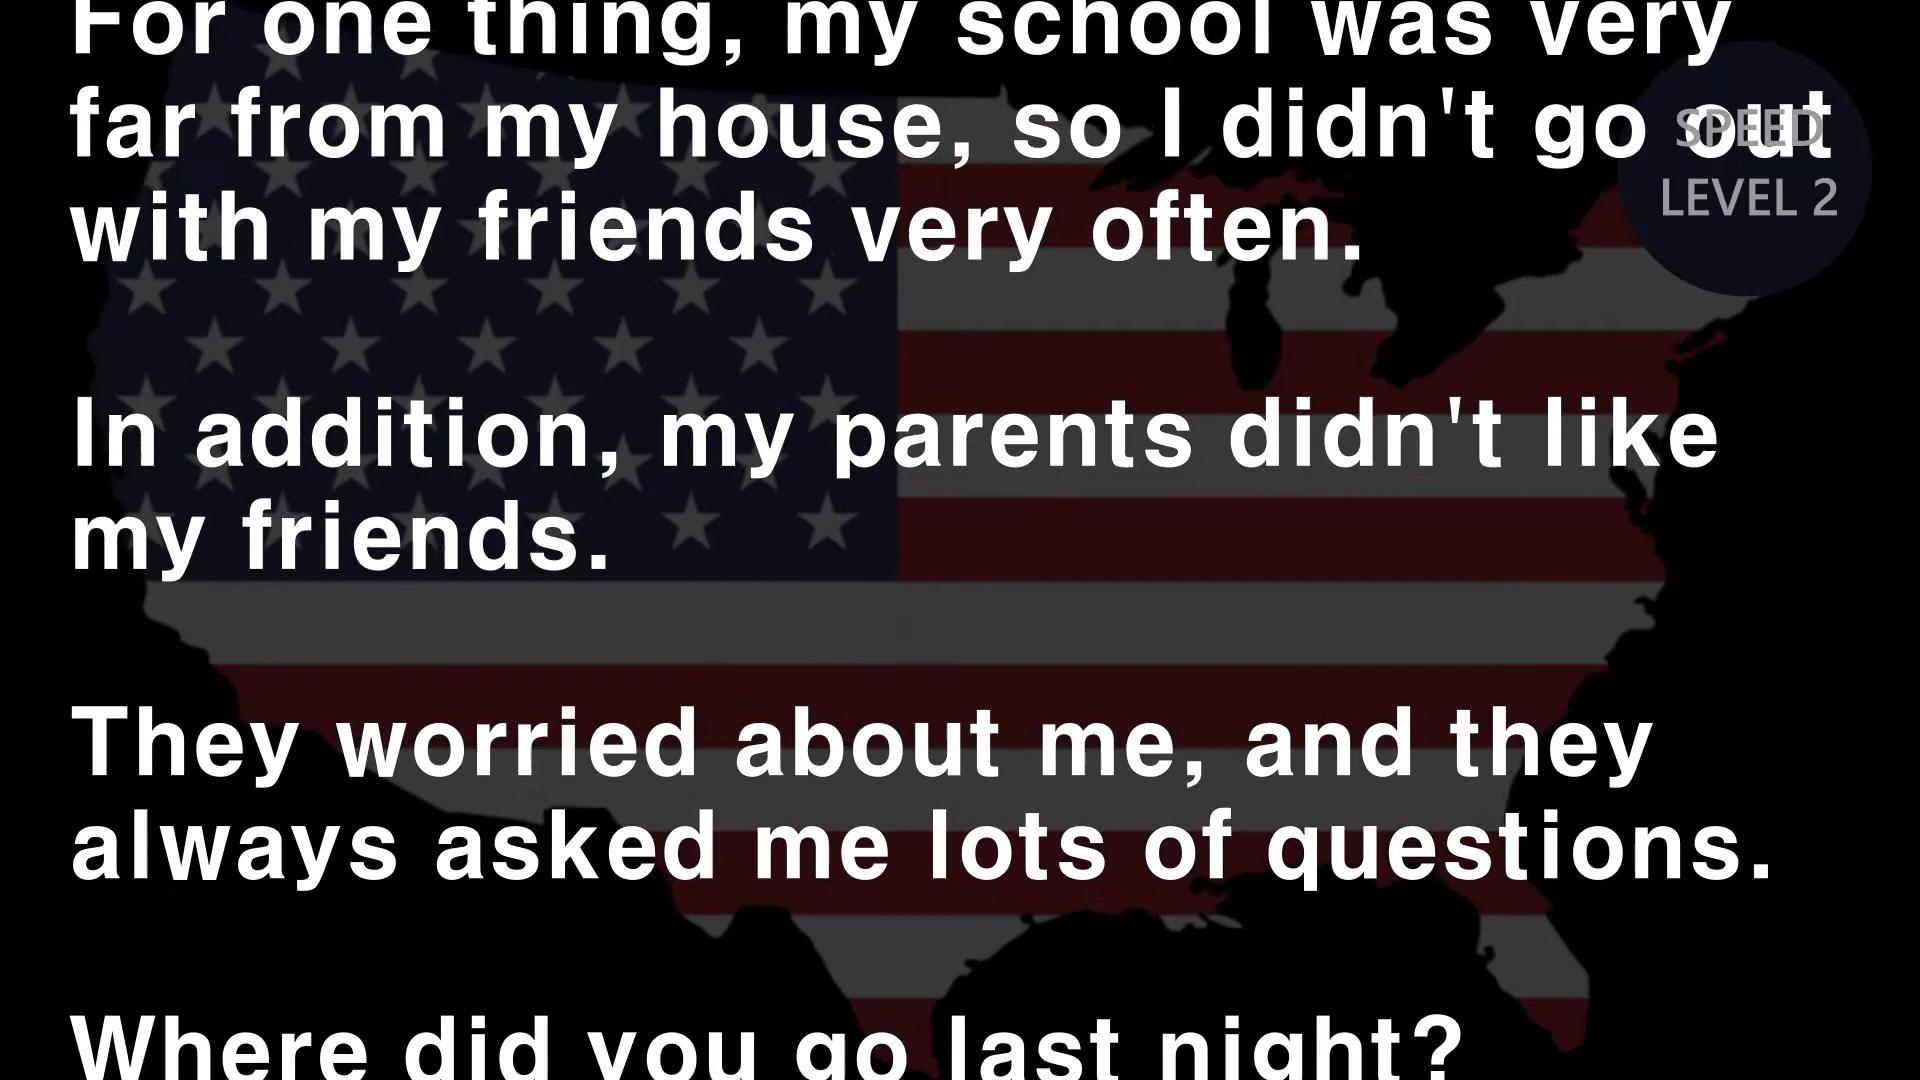 For one thing, my school was very
far from my house, so I didn't go out
with my friends very often.
In addition, my parents didn't like
my friends.
They worried about me, and they
always asked me lots of questions.
Where did you go last night?
SPEED
LEVEL 2